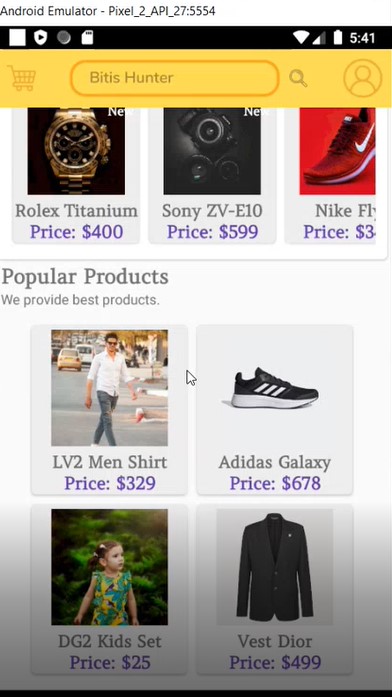 Android Emulator - Pixel_2_API_27:5554
5:41
Bitis Hunter
New
New
Rolex Titanium
Sony ZV-E10
Nike Fly
Price: $400
Price: $599
Price: $3
Popular Products
We provide best products.
LV2 Men Shirt
Adidas Galaxy
Price: $329
Price: $678
DG2 Kids Set
Vest Dior
Price: $25
Price: $499